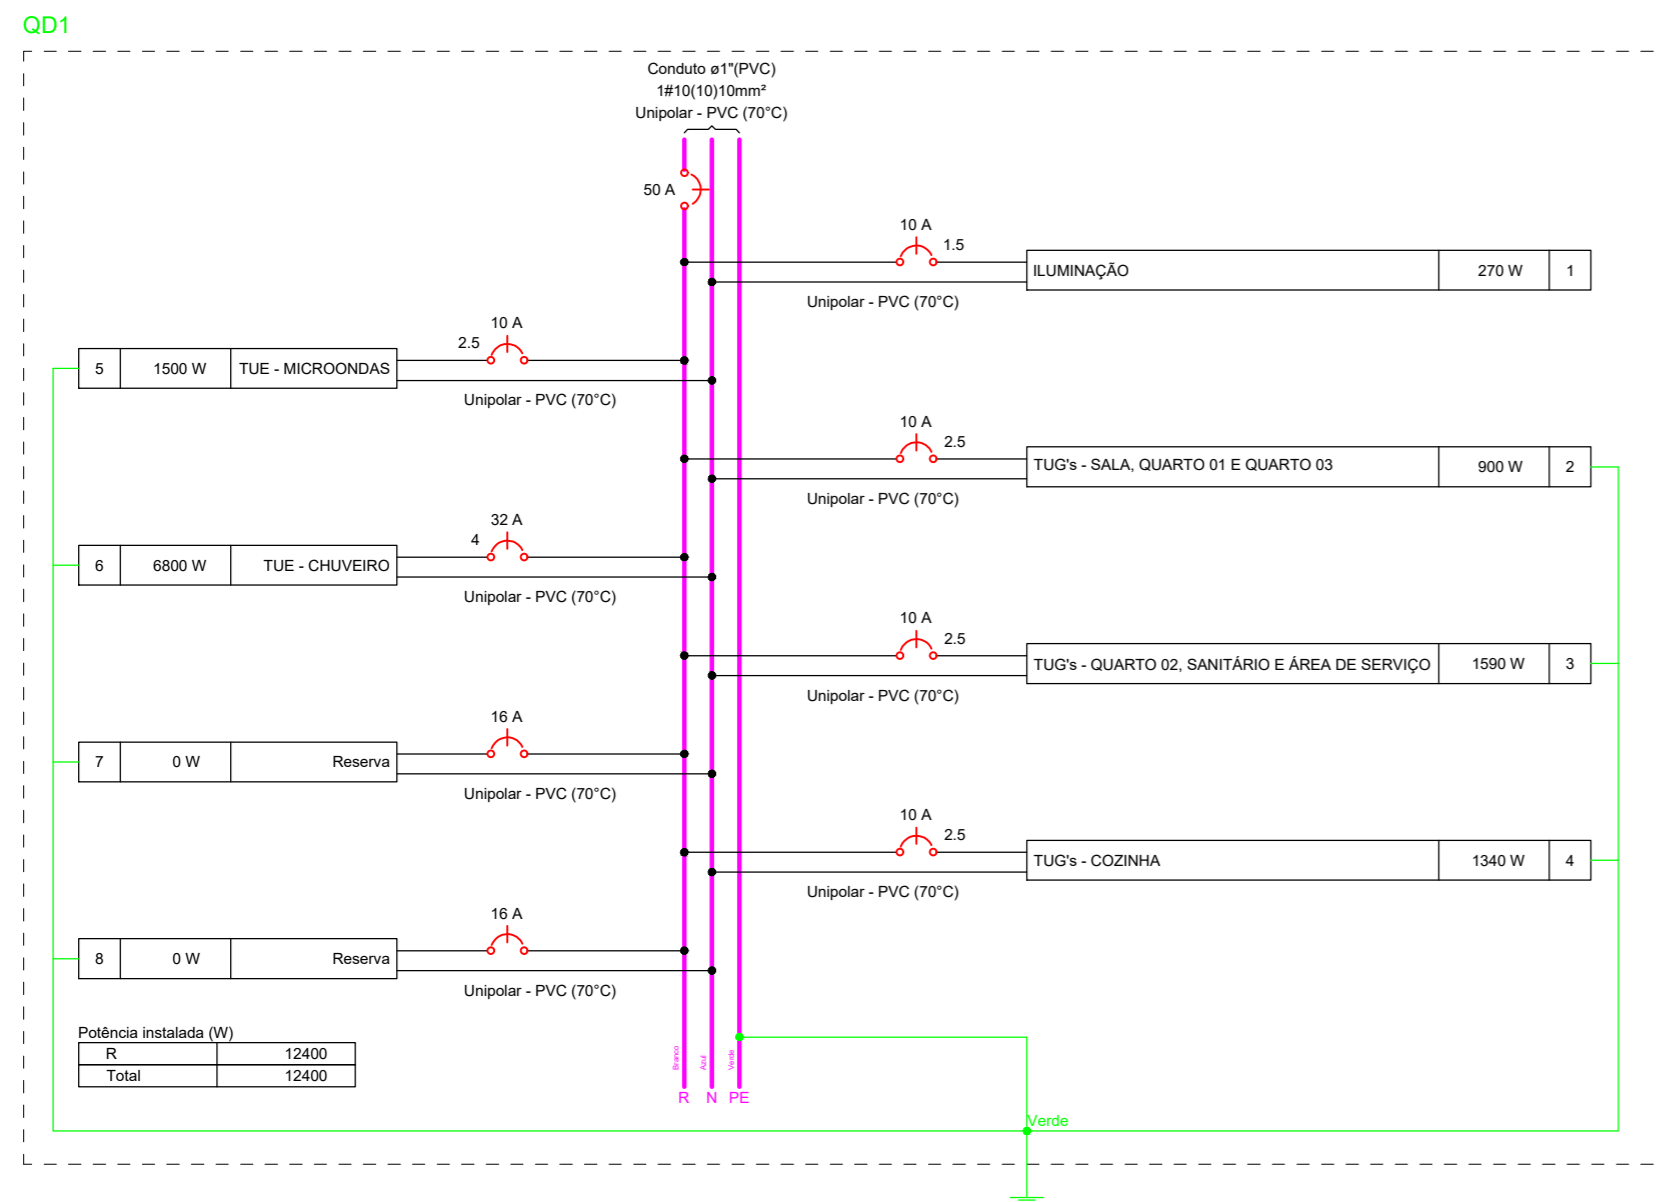 QD1
Conduto ø1"(PVC)
1#10(10)10mm²
Unipolar - PVC (70°C)
50 A
10 A
1.5
ILUMINAÇÃO 270 W 1
Unipolar - PVC (70°C)
10 A
2.5
5 1500 W TUE - MICROONDAS
Unipolar - PVC (70°C)
10 A
2.5
TUG's - SALA, QUARTO 01 E QUARTO 03 900 W 2
Unipolar - PVC (70°C)
32 A
4
6 6800 W TUE - CHUVEIRO
Unipolar - PVC (70°C)
10 A
2.5
TUG's - QUARTO 02, SANITÁRIO E ÁREA DE SERVIÇO 1590 W 3
Unipolar - PVC (70°C)
16 A
7 0 W Reserva
Unipolar - PVC (70°C)
10 A
2.5
TUG's - COZINHA 1340 W 4
Unipolar - PVC (70°C)
16 A
8 0 W Reserva
Unipolar - PVC (70°C)
Potência instalada (W)
R 12400
Total 12400
Branco
Azul
Verde
R N PE
Verde